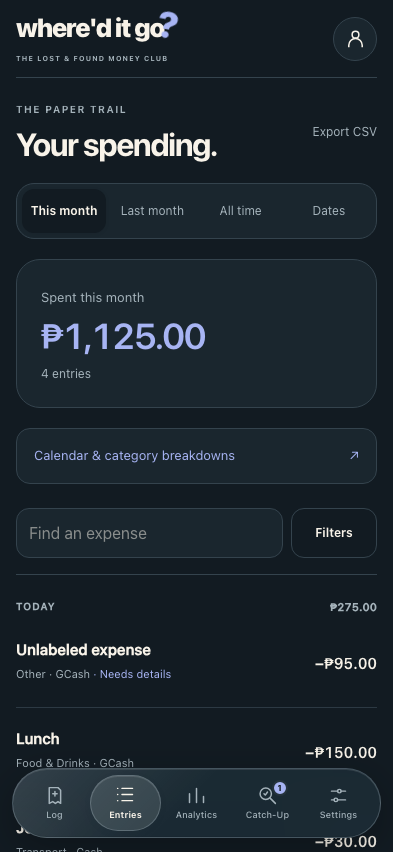 where'd it go?
THE LOST & FOUND MONEY CLUB
THE PAPER TRAIL
Your spending.
Export CSV
This month
Last month
All time
Dates
Spent this month
₱1,125.00
4 entries
Calendar & category breakdowns
Find an expense
Filters
TODAY
₱275.00
Unlabeled expense
−₱95.00
Other · GCash · Needs details
Lunch
−₱150.00
Food & Drinks · GCash
−₱30.00
Transport · Cash
1
Log
Entries
Analytics
Catch-Up
Settings